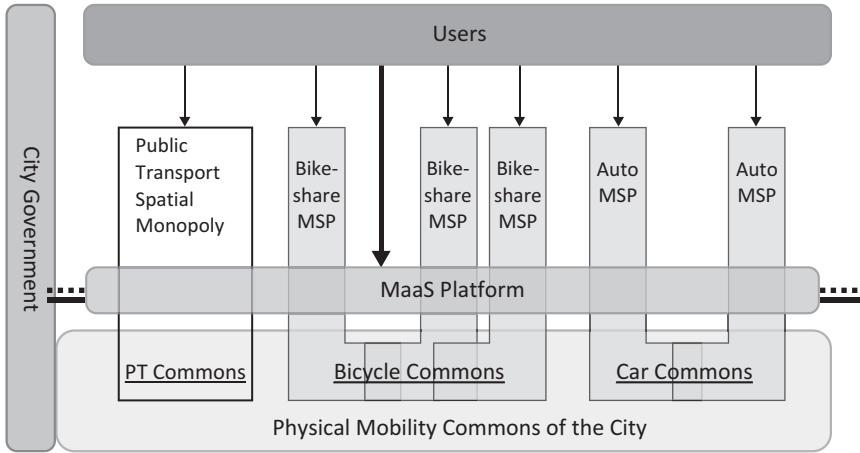 Users
City Government
Public
Transport
Spatial
Monopoly
Bike-
share
MSP
Bike-
share
MSP
Bike-
share
MSP
Auto
MSP
Auto
MSP
MaaS Platform
PT Commons
Bicycle Commons
Car Commons
Physical Mobility Commons of the City